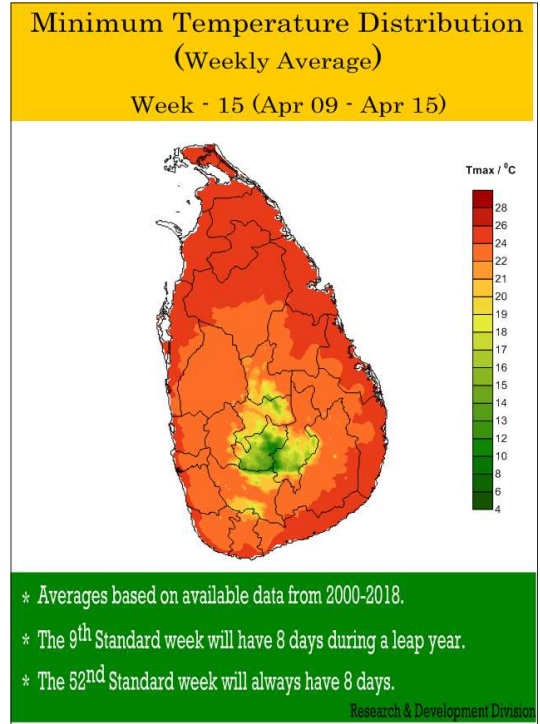 Minimum Temperature Distribution
(Weekly Average)
Week - 15 (Apr 09 - Apr 15)
Tmax / ⁰C
28
26
24
22
21
20
19
18
17
16
15
14
13
12
10
8
6
4
* Averages based on available data from 2000-2018.
* The 9th Standard week will have 8 days during a leap year.
* The 52nd Standard week will always have 8 days.
Research & Development Division